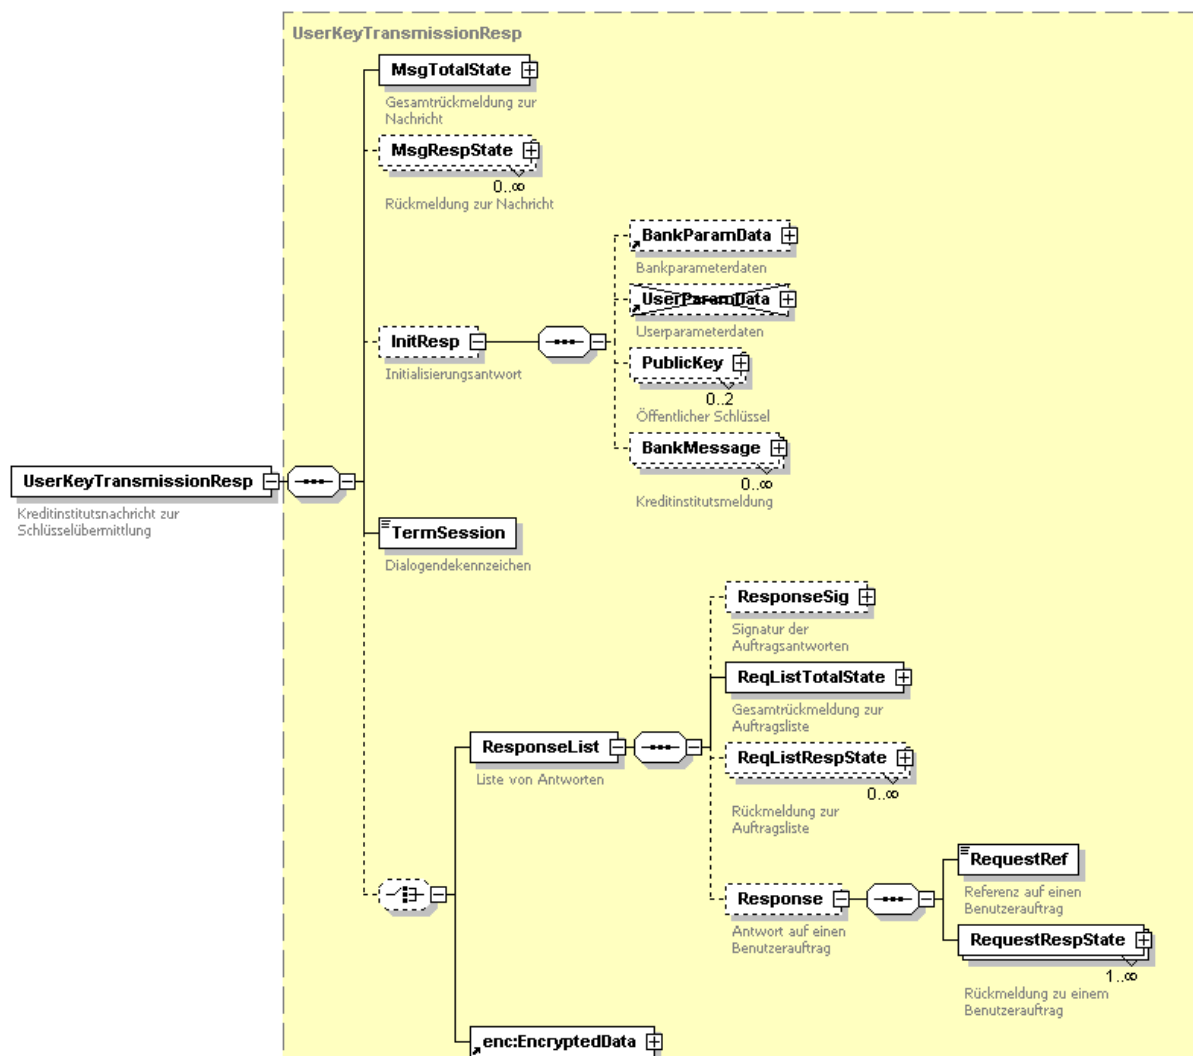 UserKeyTransmissionResp
MsgTotalState
Gesamtrückmeldung zur
Nachricht
MsgRespState
0..∞
Rückmeldung zur Nachricht
BankParamData
Bankparameterdaten
UserParamData
Userparameterdaten
InitResp
Initialisierungsantwort
PublicKey
0..2
Öffentlicher Schlüssel
BankMessage
0..∞
Kreditinstitutsmeldung
UserKeyTransmissionResp
Kreditinstitutsnachricht zur
Schlüsselübermittlung
TermSession
Dialogendekennzeichen
ResponseSig
Signatur der
Auftragsantworten
ReqListTotalState
Gesamtrückmeldung zur
Auftragsliste
ResponseList
Liste von Antworten
ReqListRespState
0..∞
Rückmeldung zur
Auftragsliste
RequestRef
Referenz auf einen
Benutzerauftrag
Response
Antwort auf einen
Benutzerauftrag
RequestRespState
1..∞
Rückmeldung zu einem
Benutzerauftrag
enc:EncryptedData